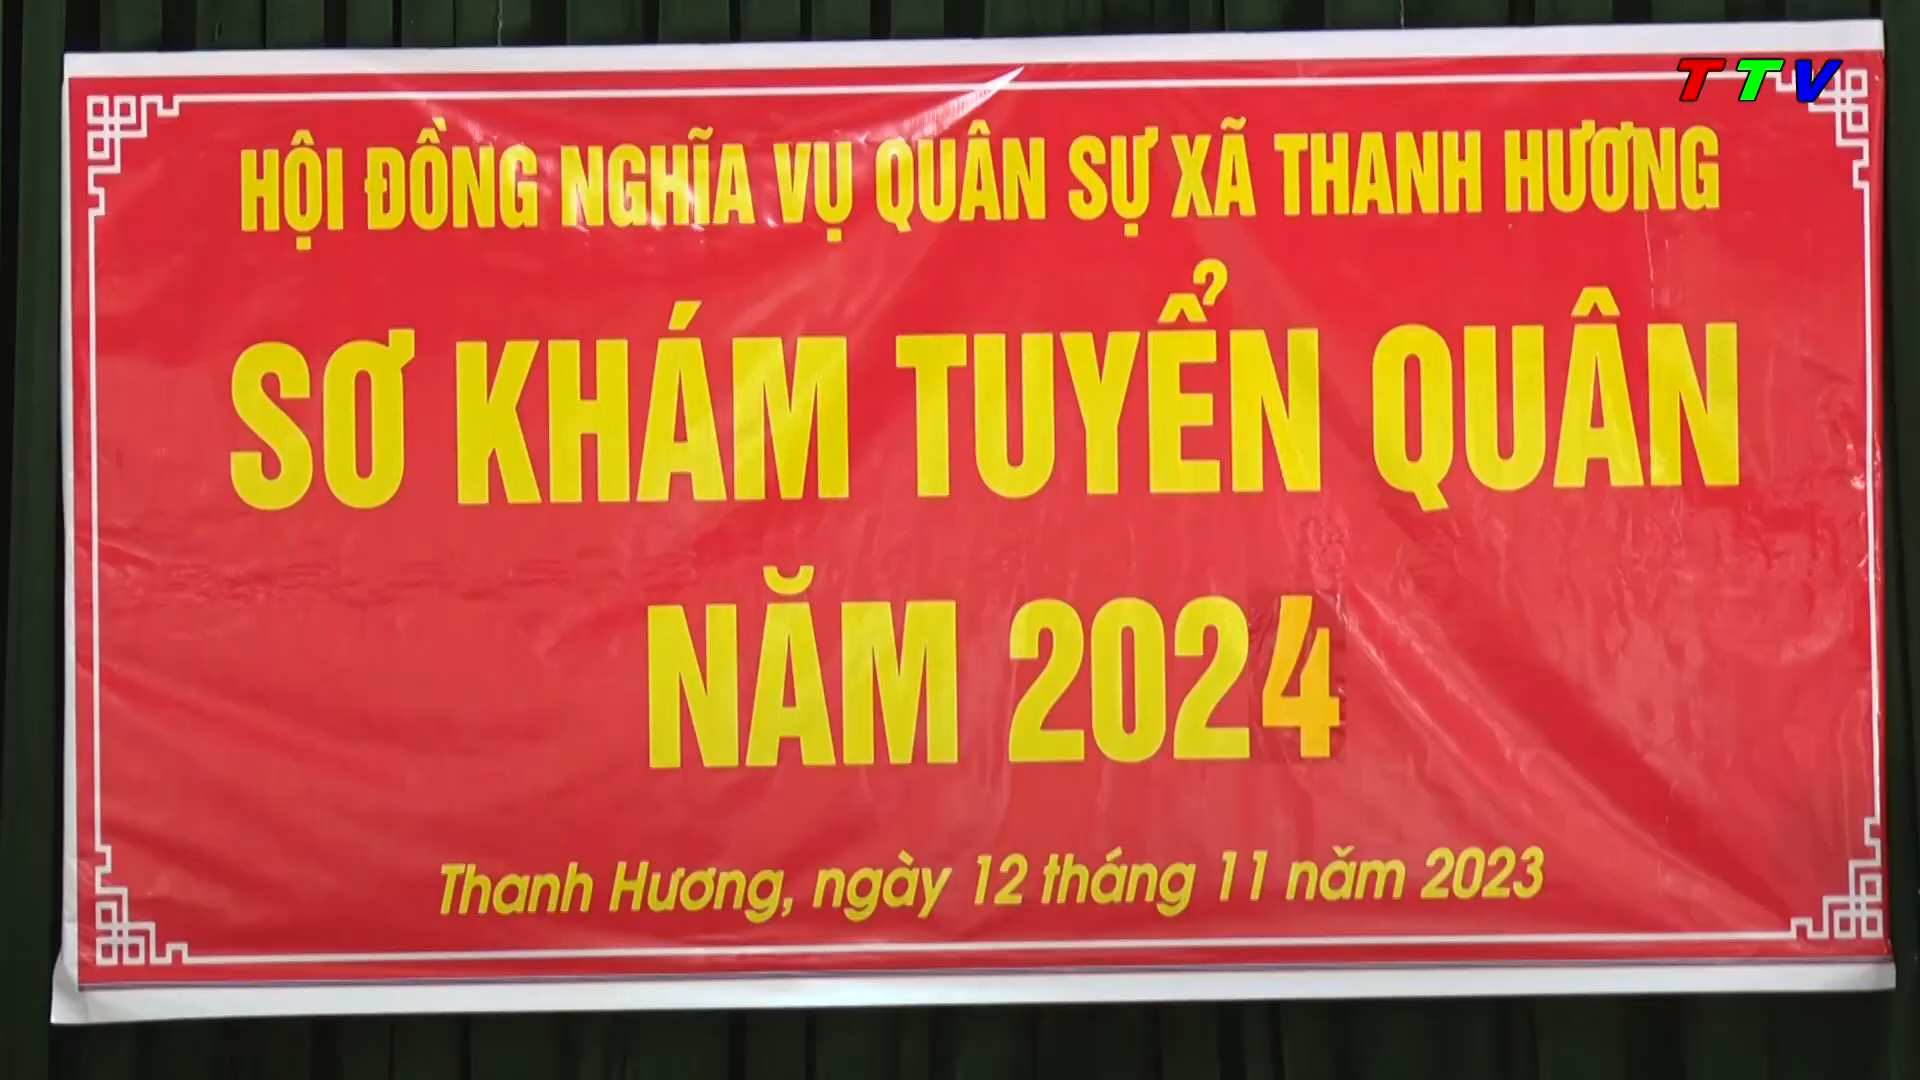 TTV
HỘI ĐỒNG NGHĨA VỤ QUÂN SỰ XÃ THANH HƯƠNG
SƠ KHÁM TUYỂN QUÂN
NĂM 2024
Thanh Hương, ngày 12 tháng 11 năm 2023